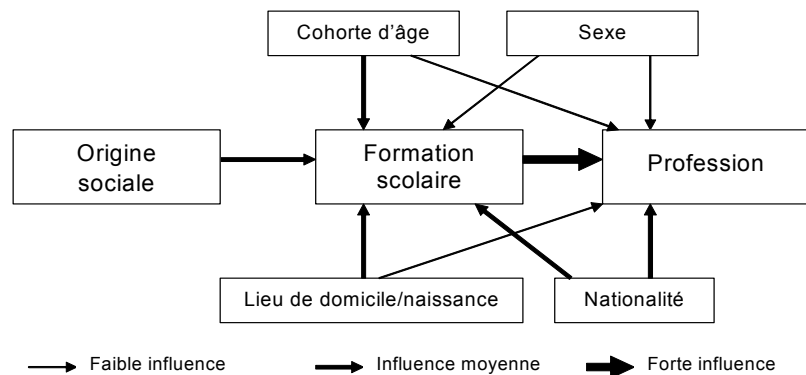 Cohorte d'âge
Sexe
Origine
sociale
Formation
scolaire
Profession
Lieu de domicile/naissance
Nationalité
Faible influence
Influence moyenne
Forte influence